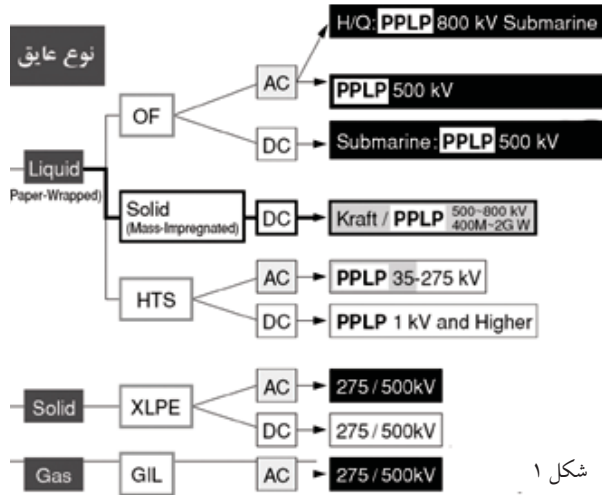 H/Q: PPLP 800 kV Submarine
نوع عایق
AC
PPLP 500 kV
OF
DC
Submarine: PPLP 500 kV
Liquid
(Paper-Wrapped)
Solid
(Mass-Impregnated)
DC
Kraft / PPLP 500~800 kV
400M~2G W
AC
PPLP 35-275 kV
HTS
DC
PPLP 1 kV and Higher
AC
275/500kV
Solid
XLPE
DC
275/500kV
Gas
GIL
AC
275/500kV
شکل ۱